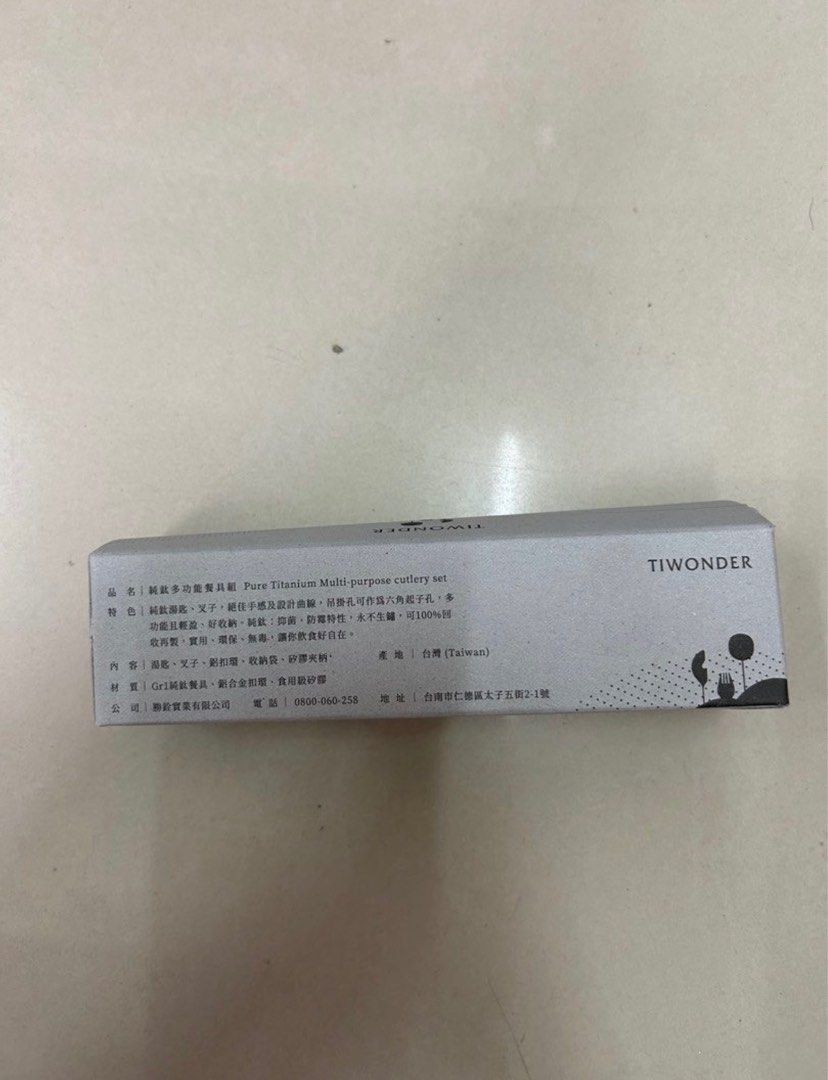 TIWONDER
TIWONDER
品 名｜純鈦多功能餐具組 Pure Titanium Multi-purpose cutlery set
特 色｜純鈦湯匙、叉子，絕佳手感及設計曲線，吊掛孔可作為六角起子孔，多
功能且輕盈、好收納。純鈦：抑菌、防霉特性，永不生鏽，可100%回
收再製。實用、環保、無毒，讓你飲食好自在。
內 容｜湯匙、叉子、鋁扣環、收納袋、矽膠夾柄， 產 地｜台灣 (Taiwan)
材 質｜Gr1純鈦餐具、鋁合金扣環、食用級矽膠
公 司｜勝銓實業有限公司 電 話｜0800-060-258 地 址｜台南市仁德區太子五街2-1號